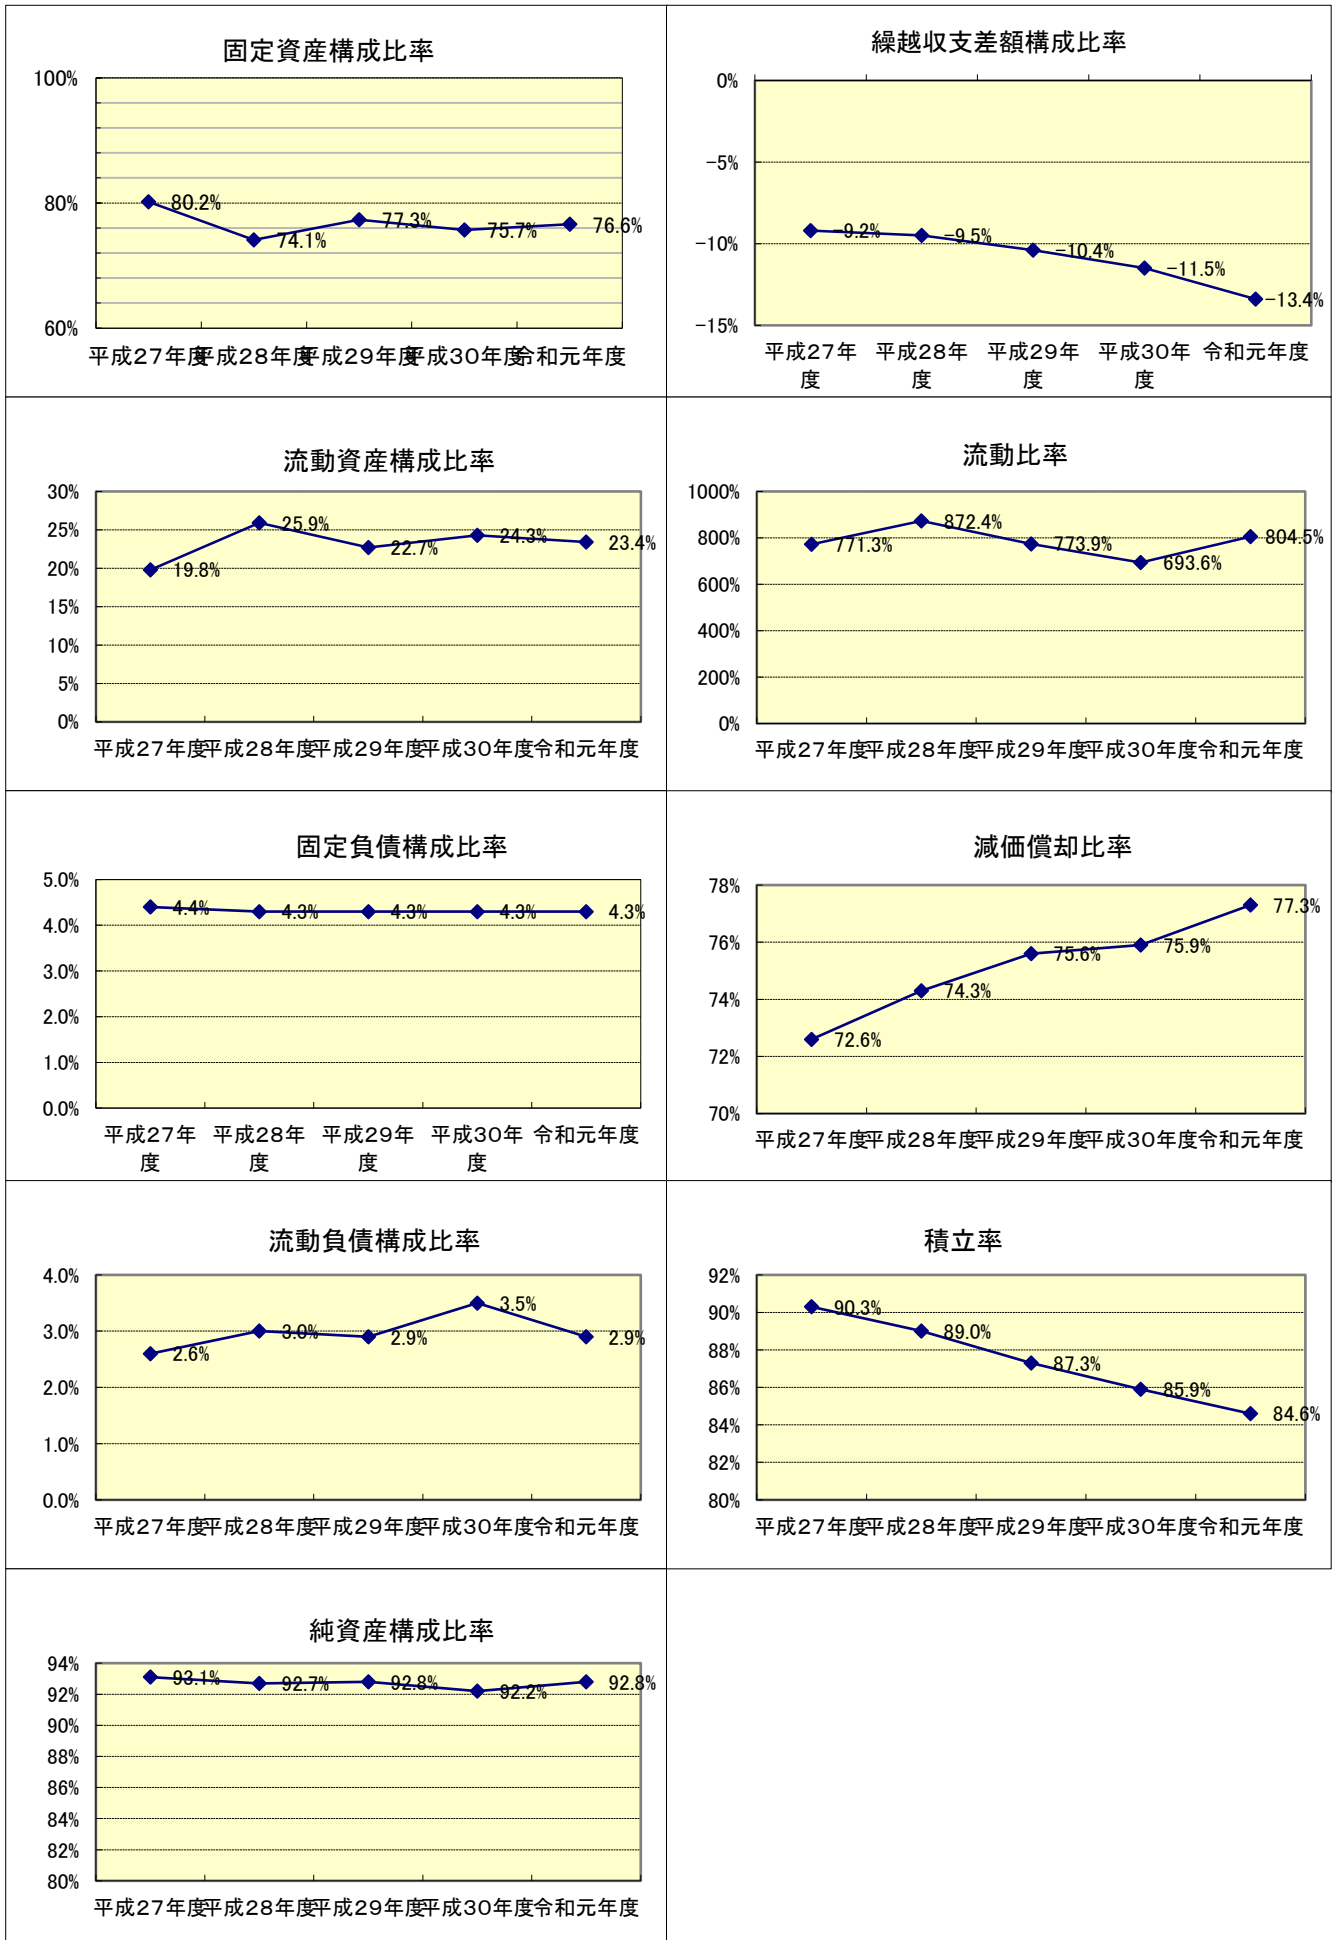 固定資産構成比率
100%
80%
60%
80.2%
74.1%
77.3%
75.7%
76.6%
平成27年度
平成28年度
平成29年度
平成30年度
令和元年度
繰越収支差額構成比率
0%
-5%
-10%
-15%
-9.2%
-9.5%
-10.4%
-11.5%
-13.4%
平成27年
度
平成28年
度
平成29年
度
平成30年
度
令和元年度
流動資産構成比率
30%
25%
20%
15%
10%
5%
0%
19.8%
25.9%
22.7%
24.3%
23.4%
平成27年度
平成28年度
平成29年度
平成30年度
令和元年度
流動比率
1000%
800%
600%
400%
200%
0%
771.3%
872.4%
773.9%
693.6%
804.5%
平成27年度
平成28年度
平成29年度
平成30年度
令和元年度
固定負債構成比率
5.0%
4.0%
3.0%
2.0%
1.0%
0.0%
4.4%
4.3%
4.3%
4.3%
4.3%
平成27年
度
平成28年
度
平成29年
度
平成30年
度
令和元年度
減価償却比率
78%
76%
74%
72%
70%
72.6%
74.3%
75.6%
75.9%
77.3%
平成27年度
平成28年度
平成29年度
平成30年度
令和元年度
流動負債構成比率
4.0%
3.0%
2.0%
1.0%
0.0%
2.6%
3.0%
2.9%
3.5%
2.9%
平成27年度
平成28年度
平成29年度
平成30年度
令和元年度
積立率
92%
90%
88%
86%
84%
82%
80%
90.3%
89.0%
87.3%
85.9%
84.6%
平成27年度
平成28年度
平成29年度
平成30年度
令和元年度
純資産構成比率
94%
92%
90%
88%
86%
84%
82%
80%
93.1%
92.7%
92.8%
92.2%
92.8%
平成27年度
平成28年度
平成29年度
平成30年度
令和元年度